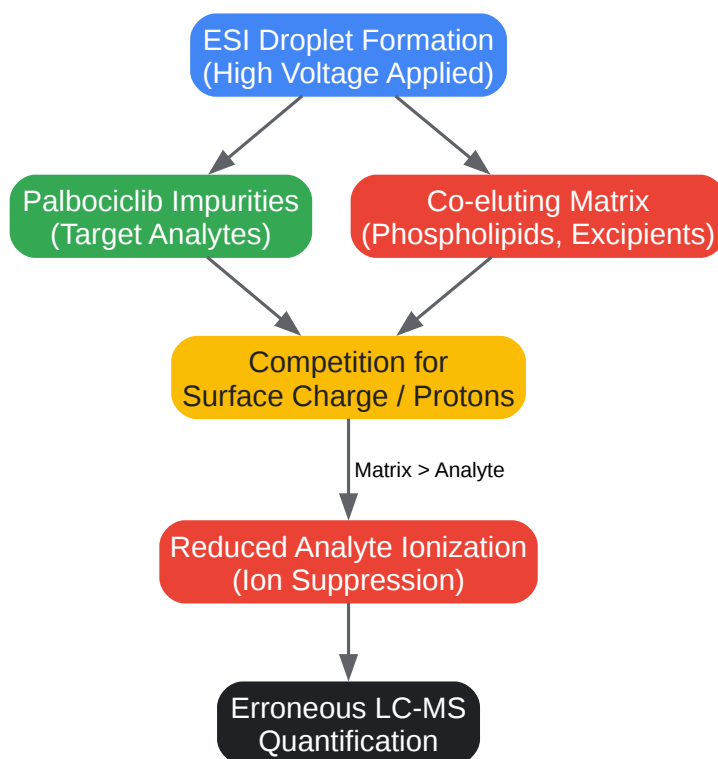 ESI Droplet Formation
(High Voltage Applied)
Palbociclib Impurities
(Target Analytes)
Co-eluting Matrix
(Phospholipids, Excipients)
Competition for
Surface Charge / Protons
Matrix > Analyte
Reduced Analyte Ionization
(Ion Suppression)
Erroneous LC-MS
Quantification